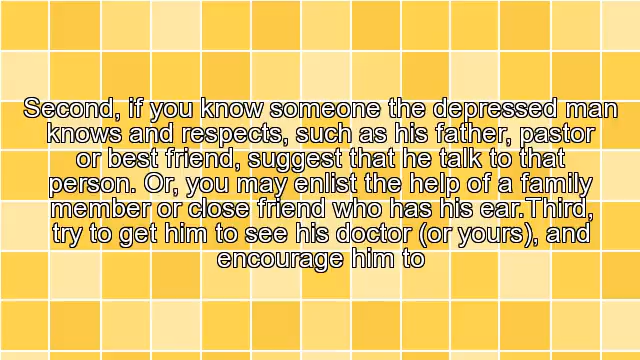 Second, if you know someone the depressed man
knows and respects, such as his father, pastor
or best friend, suggest that he talk to that
person. Or, you may enlist the help of a family
member or close friend who has his ear.Third,
try to get him to see his doctor (or yours), and
encourage him to